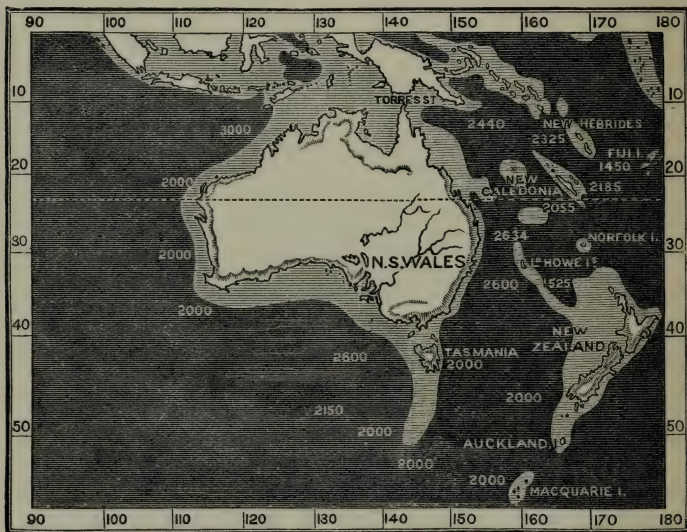 90 100 110 120 130 140 150 160 170 180
10 10
TORRES ST
3000
2440
NEW HEBRIDES
2325
FIJI I.
1450
20 20
2000
NEW
CALEDONIA
2185
2055
2000
2634
NORFOLK I.
30 30
N.S.WALES
Ld HOWE Is
2600
1525
2000
40 40
NEW
ZEALAND
2600
TASMANIA
2000
2000
2150
2000
50 50
AUCKLAND Is
2000
2000
MACQUARIE I.
90 100 110 120 130 140 150 160 170 180